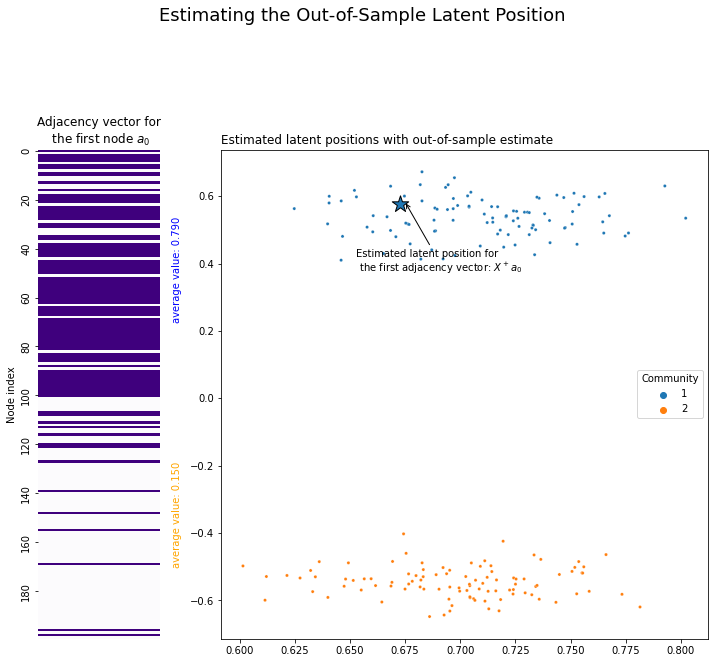 Estimating the Out-of-Sample Latent Position
Adjacency vector for
the first node a₀
Node index
0
20
40
60
80
100
120
140
160
180
average value: 0.790
average value: 0.150
Estimated latent positions with out-of-sample estimate
0.6
0.4
0.2
0.0
−0.2
−0.4
−0.6
Estimated latent position for
the first adjacency vector: X⁺a₀
Community
1
2
0.600 0.625 0.650 0.675 0.700 0.725 0.750 0.775 0.800